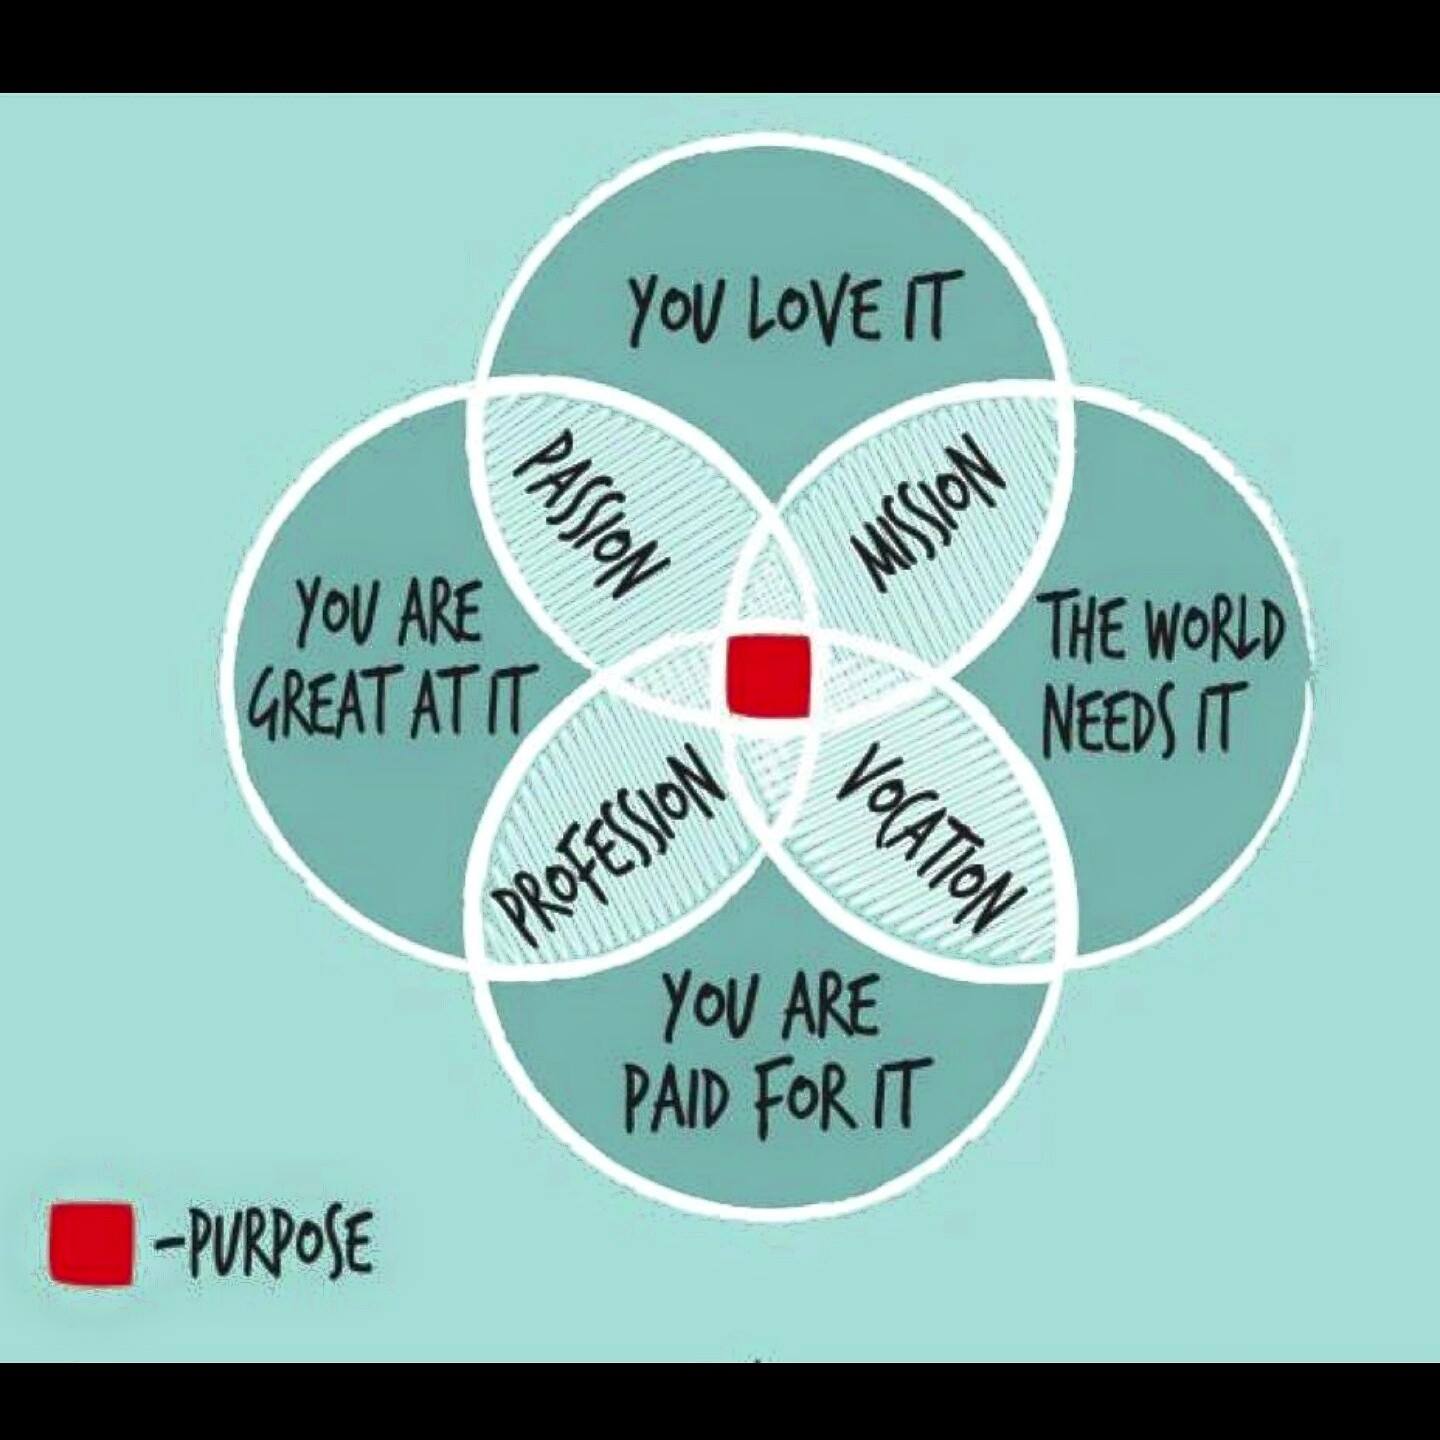 YOU LOVE IT
PASSION
MISSION
YOU ARE
GREAT AT IT
THE WORLD
NEEDS IT
PROFESSION
VOCATION
YOU ARE
PAID FOR IT
-PURPOSE